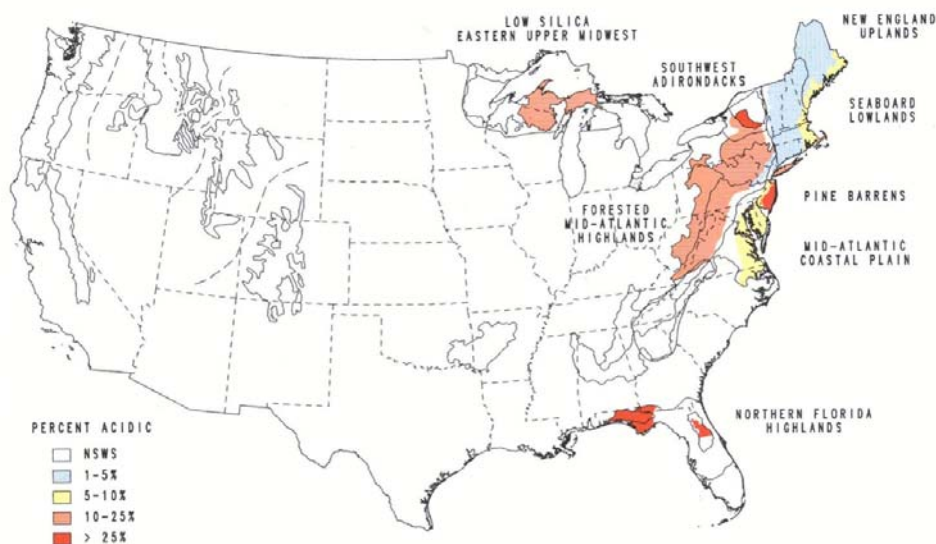 LOW SILICA
EASTERN UPPER MIDWEST
NEW ENGLAND
UPLANDS
SOUTHWEST
ADIRONDACKS
SEABOARD
LOWLANDS
PINE BARRENS
FORESTED
MID-ATLANTIC
HIGHLANDS
MID-ATLANTIC
COASTAL PLAIN
NORTHERN FLORIDA
HIGHLANDS
PERCENT ACIDIC
NSWS
1-5%
5-10%
10-25%
> 25%